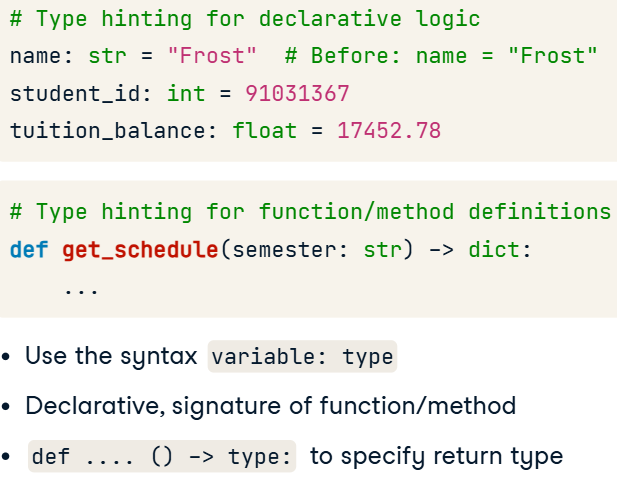 # Type hinting for declarative logic
name: str = "Frost"  # Before: name = "Frost"
student_id: int = 91031367
tuition_balance: float = 17452.78
# Type hinting for function/method definitions
def get_schedule(semester: str) -> dict:
    ...
• Use the syntax variable: type
• Declarative, signature of function/method
• def .... () -> type: to specify return type